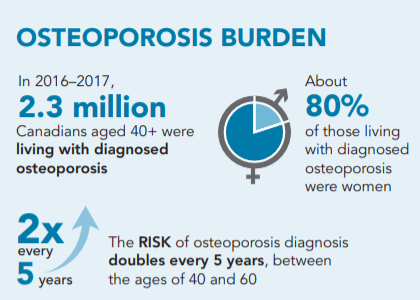 OSTEOPOROSIS BURDEN
In 2016–2017,
2.3 million
Canadians aged 40+ were
living with diagnosed
osteoporosis
About
80%
of those living
with diagnosed
osteoporosis
were women
2x
every
5 years
The RISK of osteoporosis diagnosis
doubles every 5 years, between
the ages of 40 and 60